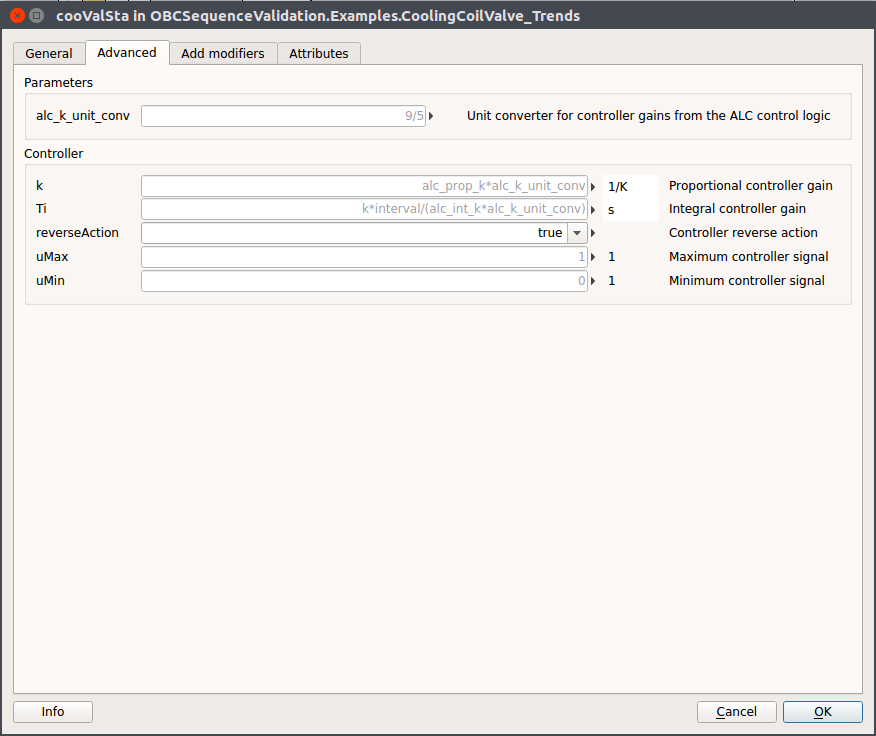 cooValSta in OBCSequenceValidation.Examples.CoolingCoilValve_Trends
General Advanced Add modifiers Attributes
Parameters
alc_k_unit_conv 9/5 Unit converter for controller gains from the ALC control logic
Controller
k alc_prop_k*alc_k_unit_conv 1/K Proportional controller gain
Ti k*interval/(alc_int_k*alc_k_unit_conv) s Integral controller gain
reverseAction true Controller reverse action
uMax 1 1 Maximum controller signal
uMin 0 1 Minimum controller signal
Info Cancel OK